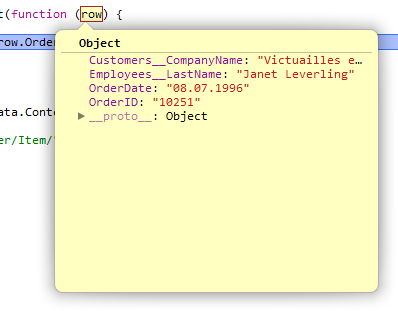 t(function (row) {
row.Orde
Object
Customers__CompanyName: "Victuailles e…
Employees__LastName: "Janet Leverling"
OrderDate: "08.07.1996"
OrderID: "10251"
▶ __proto__: Object
ata.Conte
er/Item/